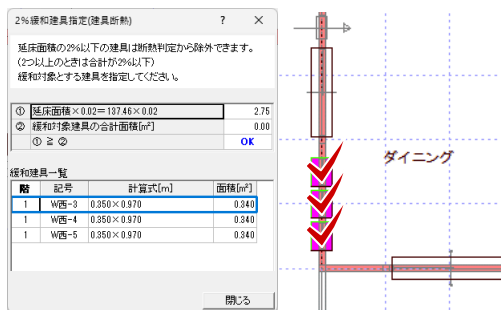 2%緩和建具指定(建具断熱) ? ×
延床面積の2%以下の建具は断熱判定から除外できます。
(2つ以上のときは合計が2%以下)
緩和対象とする建具を指定してください。
① 延床面積×0.02=137.46×0.02 2.75
② 緩和対象建具の合計面積[㎡] 0.00
① ≧ ② OK
緩和建具一覧
階 記号 計算式[m] 面積[㎡]
1 W西-3 0.350×0.970 0.340
1 W西-4 0.350×0.970 0.340
1 W西-5 0.350×0.970 0.340
閉じる
ダイニング